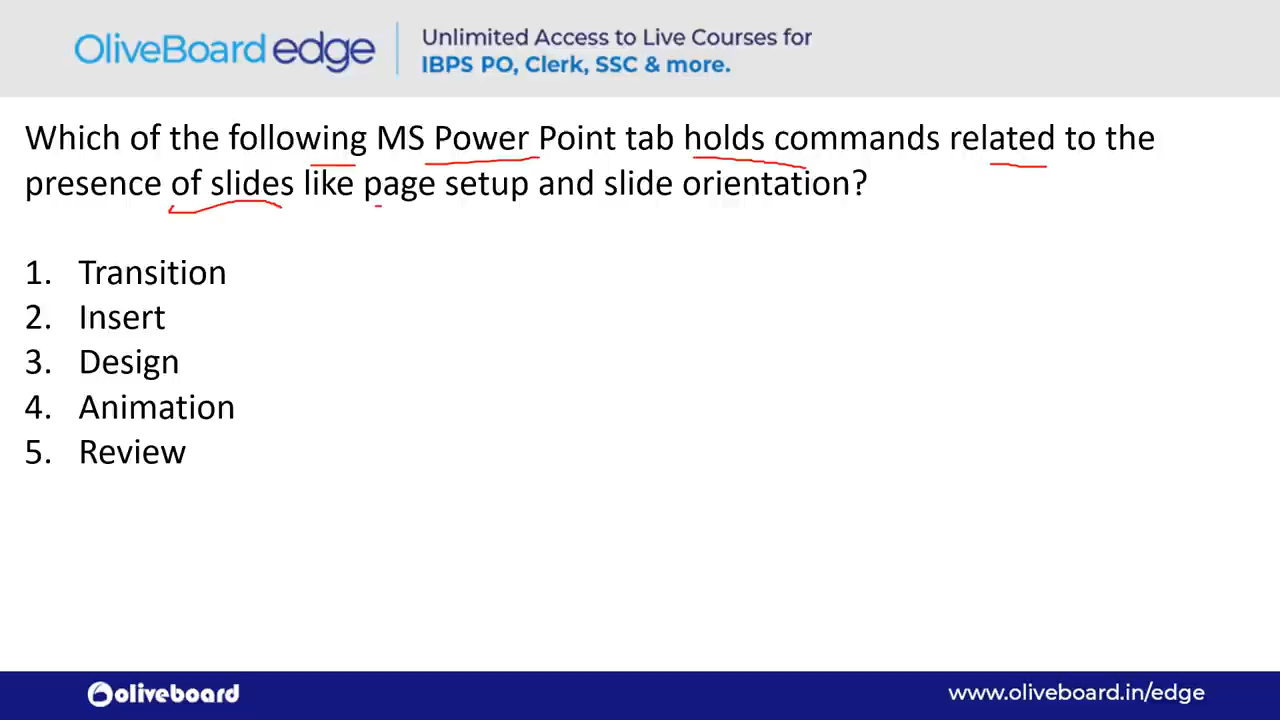 OliveBoard edge
Unlimited Access to Live Courses for
IBPS PO, Clerk, SSC & more.
Which of the following MS Power Point tab holds commands related to the
presence of slides like page setup and slide orientation?
1. Transition
2. Insert
3. Design
4. Animation
5. Review
oliveboard
www.oliveboard.in/edge